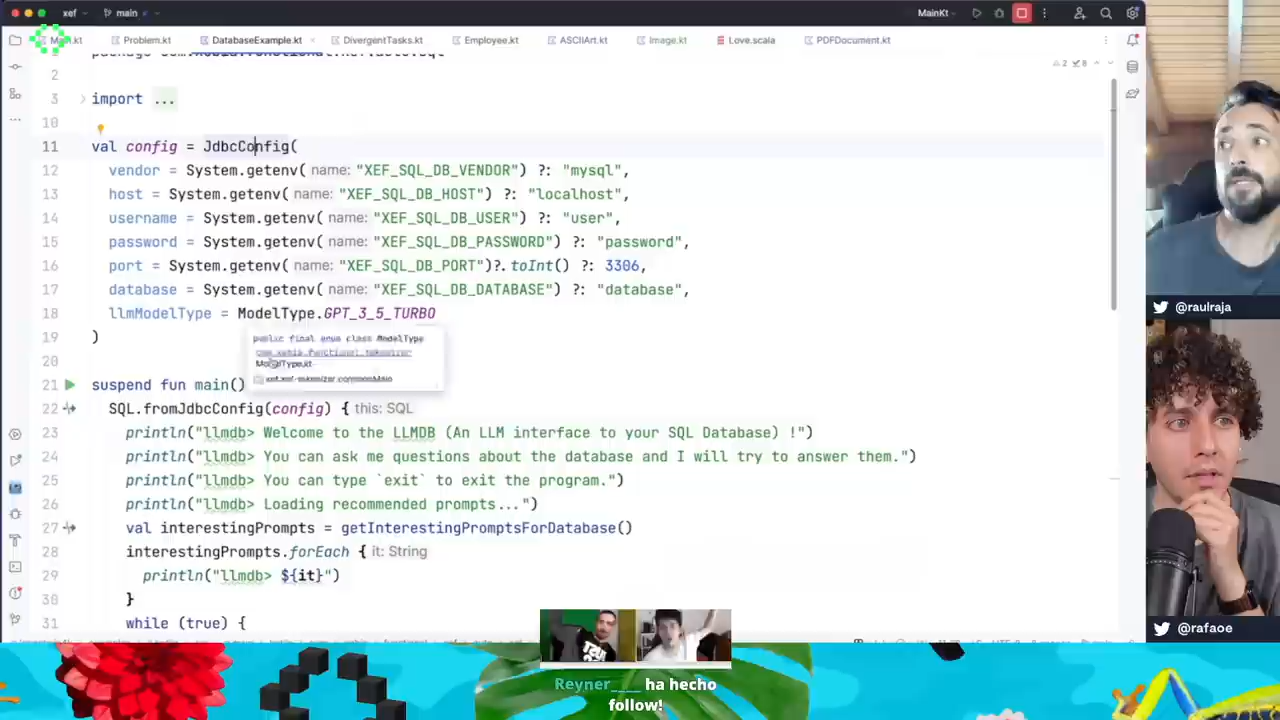 xef
main
MainKt
Main.kt
Problem.kt
DatabaseExample.kt
DivergentTasks.kt
Employee.kt
ASCIIArt.kt
Image.kt
Love.scala
PDFDocument.kt
2
2 8
3 import ...
10
11 val config = JdbcConfig(
12 vendor = System.getenv( name: "XEF_SQL_DB_VENDOR") ?: "mysql",
13 host = System.getenv( name: "XEF_SQL_DB_HOST") ?: "localhost",
14 username = System.getenv( name: "XEF_SQL_DB_USER") ?: "user",
15 password = System.getenv( name: "XEF_SQL_DB_PASSWORD") ?: "password",
16 port = System.getenv( name: "XEF_SQL_DB_PORT")?.toInt() ?: 3306,
17 database = System.getenv( name: "XEF_SQL_DB_DATABASE") ?: "database",
18 llmModelType = ModelType.GPT_3_5_TURBO
19 )
public final enum class ModelType
com.xebia.functional.tokenizer
ModelType.kt
20
21 suspend fun main()
22 SQL.fromJdbcConfig(config) { this: SQL
23 println("llmdb> Welcome to the LLMDB (An LLM interface to your SQL Database) !")
24 println("llmdb> You can ask me questions about the database and I will try to answer them.")
25 println("llmdb> You can type `exit` to exit the program.")
26 println("llmdb> Loading recommended prompts...")
27 val interestingPrompts = getInterestingPromptsForDatabase()
28 interestingPrompts.forEach { it: String
29 println("llmdb> ${it}")
30 }
31 while (true) {
@raulraja
@rafaoe
Reyner____ ha hecho
follow!